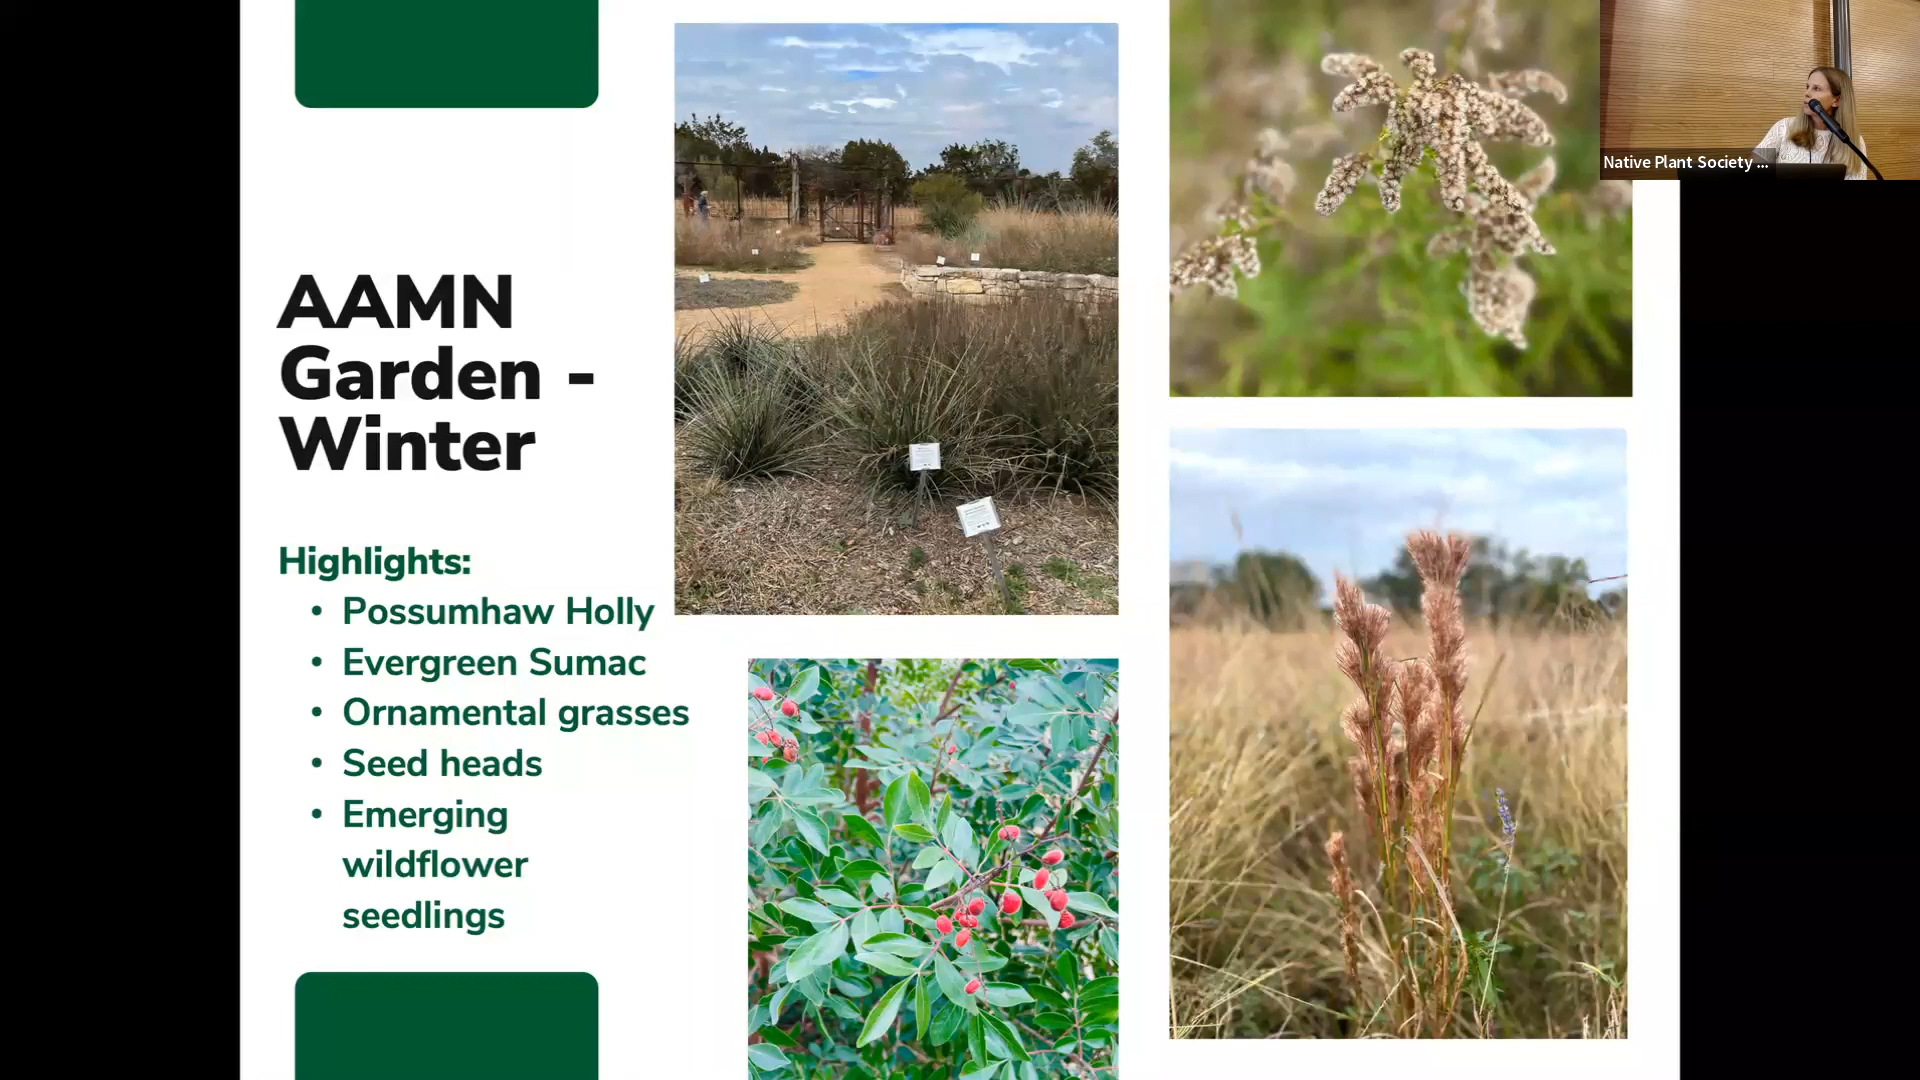 AAMN
Garden -
Winter
Highlights:
• Possumhaw Holly
• Evergreen Sumac
• Ornamental grasses
• Seed heads
• Emerging
wildflower
seedlings
Native Plant Society ...